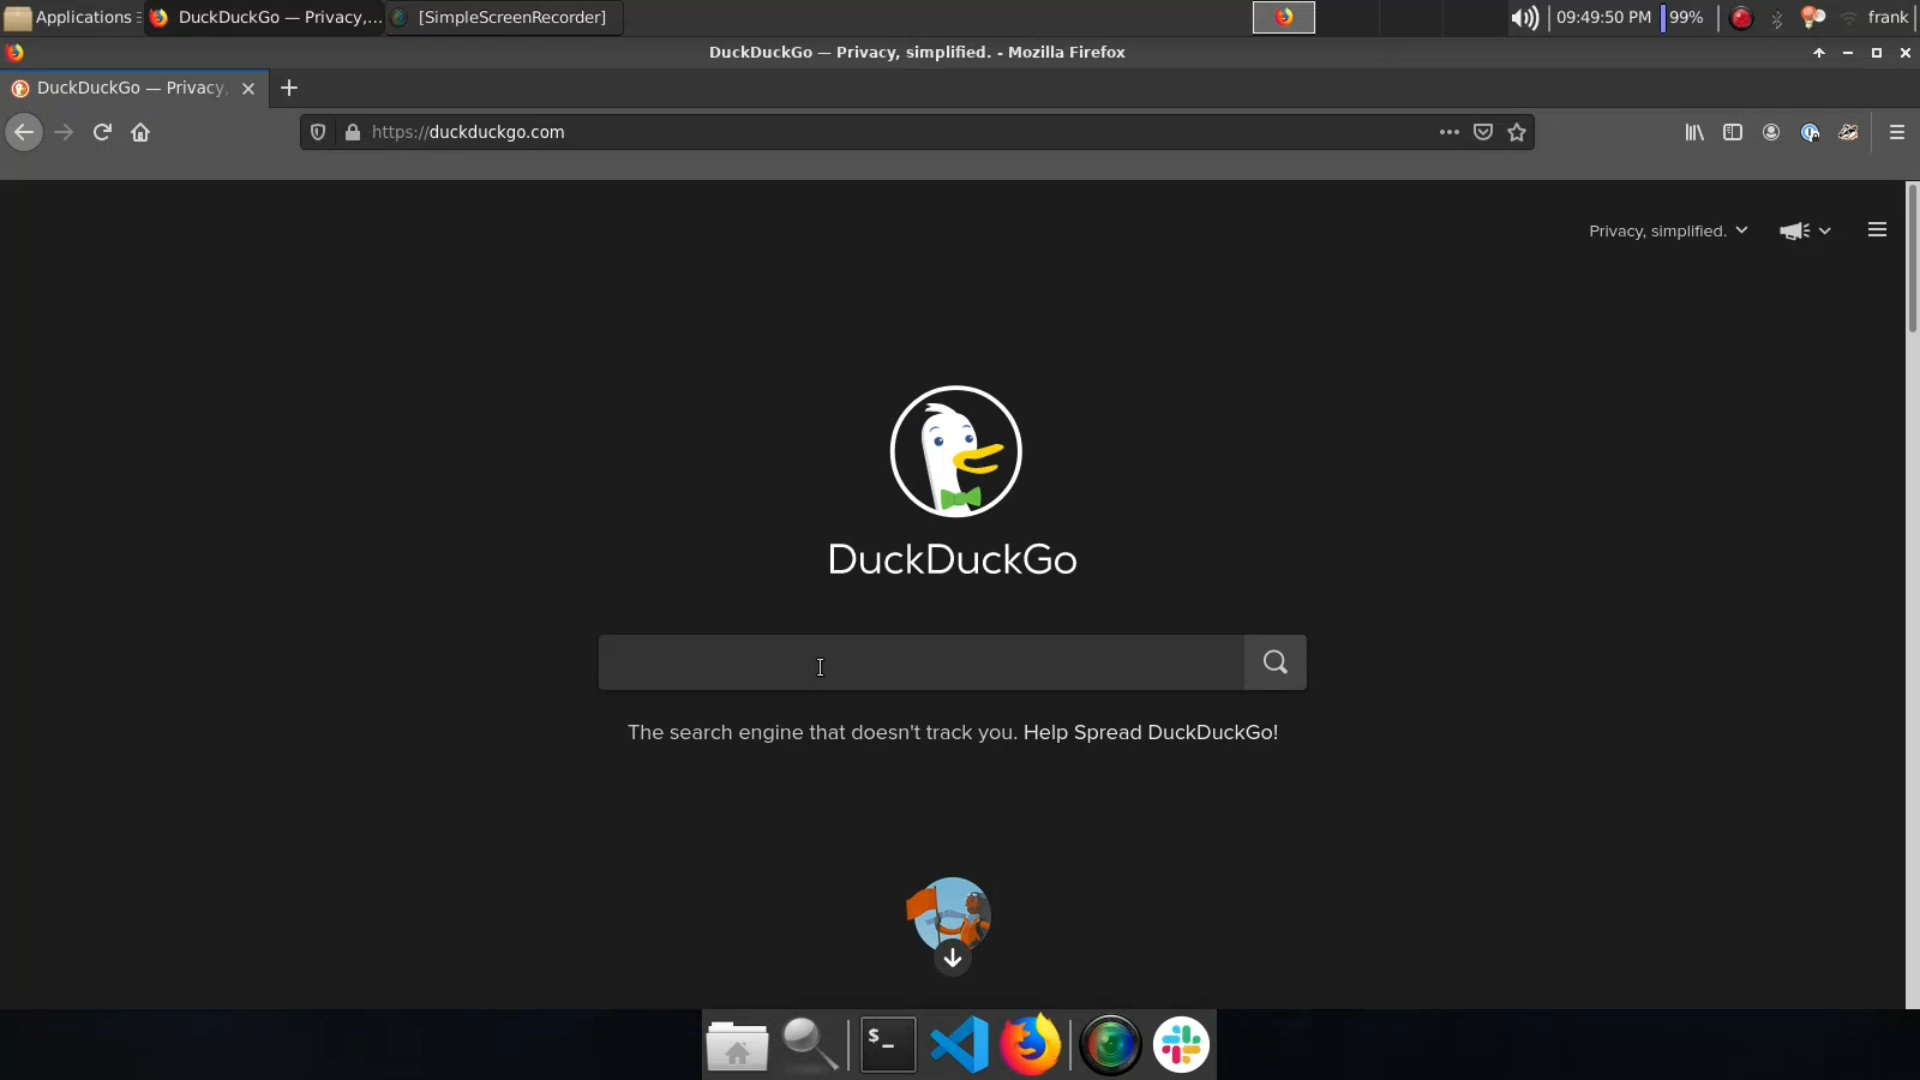 Applications
DuckDuckGo — Privacy,...
[SimpleScreenRecorder]
09:49:50 PM
99%
frank
DuckDuckGo — Privacy, simplified. - Mozilla Firefox
DuckDuckGo — Privacy,
https://duckduckgo.com
Privacy, simplified.
DuckDuckGo
The search engine that doesn't track you. Help Spread DuckDuckGo!
$_